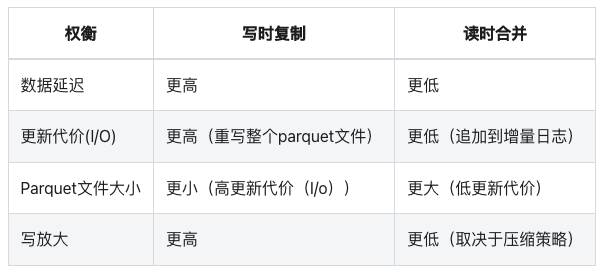 权衡 写时复制 读时合并
数据延迟 更高 更低
更新代价(I/O) 更高（重写整个parquet文件） 更低（追加到增量日志）
Parquet文件大小 更小（高更新代价（I/o）） 更大（低更新代价）
写放大 更高 更低（取决于压缩策略）